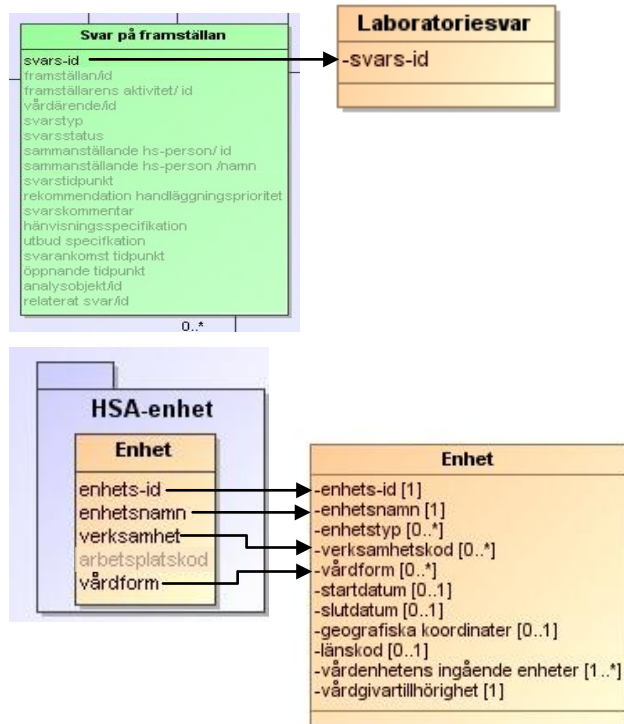 Svar på framställan
svars-id
framställan/id
framställarens aktivitet/ id
vårdärende/id
svarstyp
svarsstatus
sammanställande hs-person/ id
sammanställande hs-person /namn
svarstidpunkt
rekommendation handläggningsprioritet
svarskommentar
hänvisningsspecifikation
utbud specifkation
svarankomst tidpunkt
öppnande tidpunkt
analysobjekt/id
relaterat svar/id
0..*
Laboratoriesvar
-svars-id
HSA-enhet
Enhet
enhets-id
enhetsnamn
verksamhet
arbetsplatskod
vårdform
Enhet
-enhets-id [1]
-enhetsnamn [1]
-enhetstyp [0..*]
-verksamhetskod [0..*]
-vårdform [0..*]
-startdatum [0..1]
-slutdatum [0..1]
-geografiska koordinater [0..1]
-länskod [0..1]
-vårdenhetens ingående enheter [1..*]
-vårdgivartillhörighet [1]